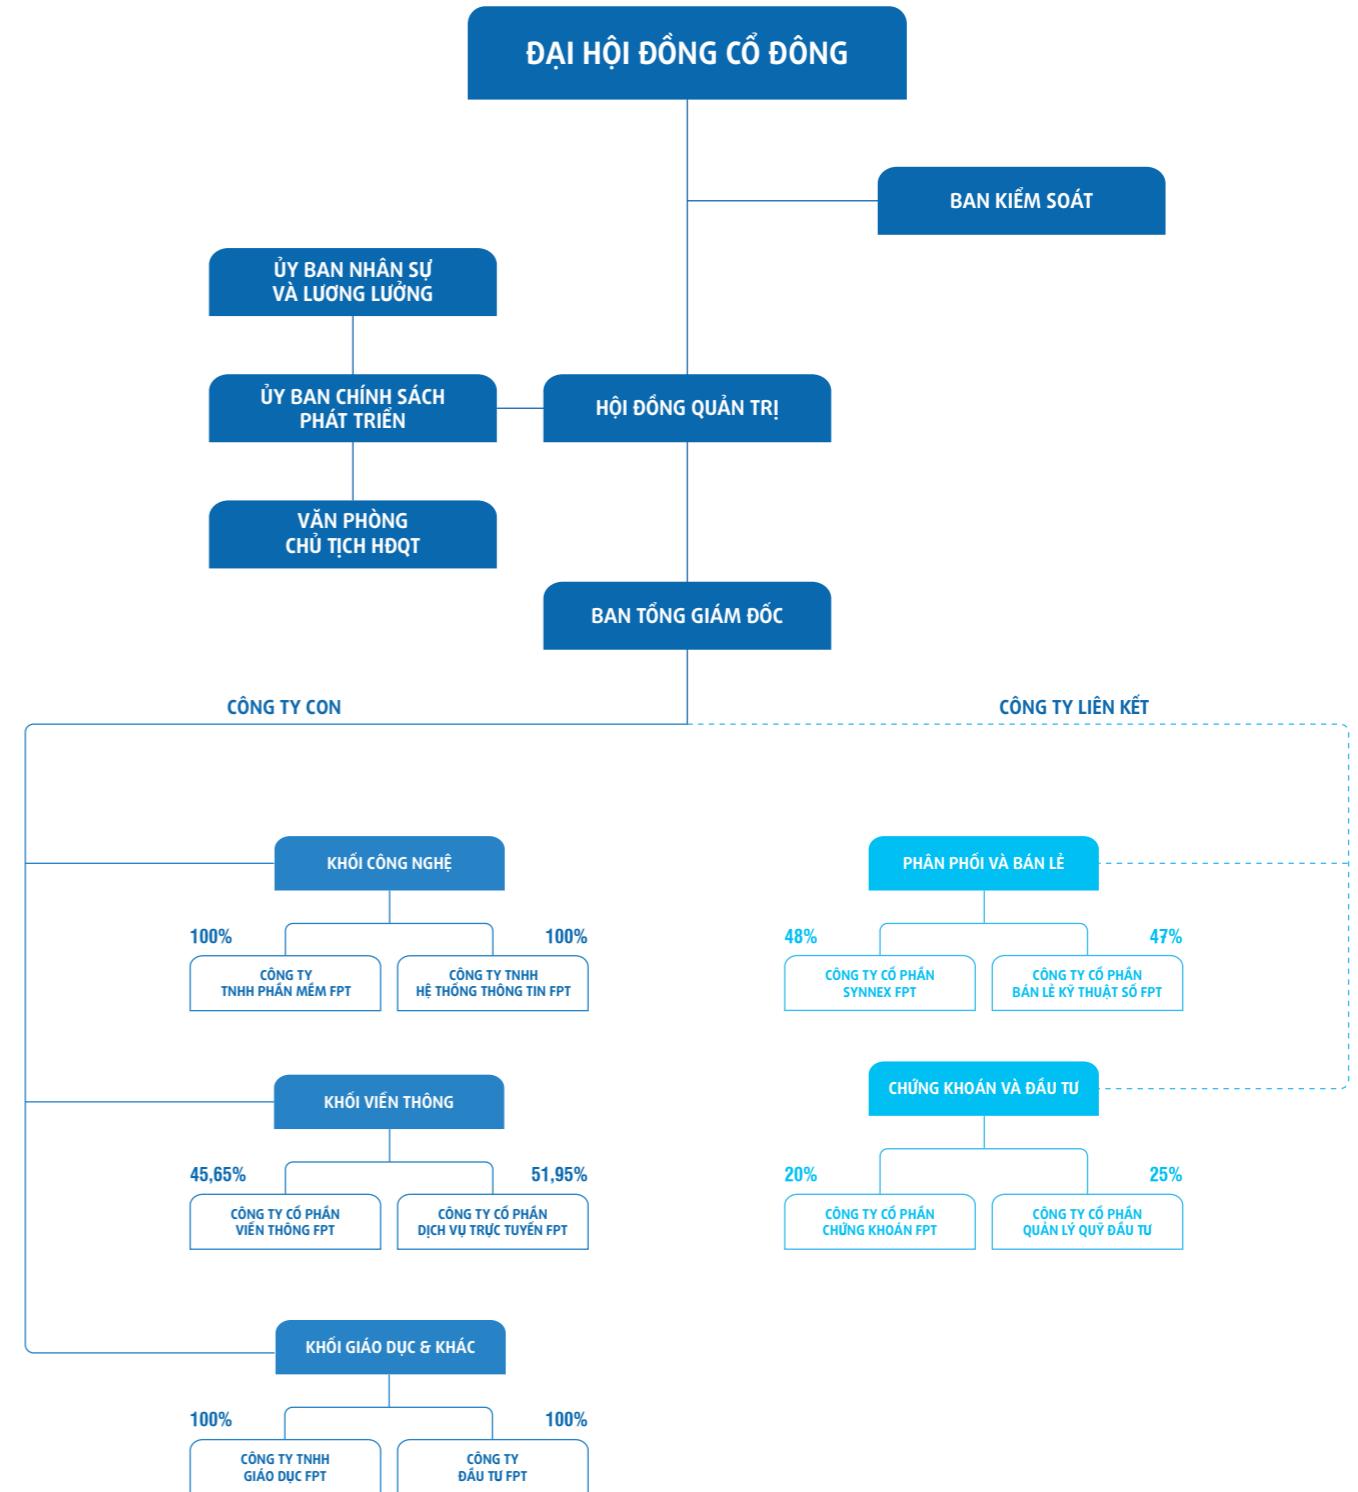 ĐẠI HỘI ĐỒNG CỔ ĐÔNG
BAN KIỂM SOÁT
ỦY BAN NHÂN SỰ
VÀ LƯƠNG LƯỞNG
ỦY BAN CHÍNH SÁCH
PHÁT TRIỂN
HỘI ĐỒNG QUẢN TRỊ
VĂN PHÒNG
CHỦ TỊCH HĐQT
BAN TỔNG GIÁM ĐỐC
CÔNG TY CON
CÔNG TY LIÊN KẾT
KHỐI CÔNG NGHỆ
100%
100%
CÔNG TY
TNHH PHẦN MỀM FPT
CÔNG TY TNHH
HỆ THỐNG THÔNG TIN FPT
PHÂN PHỐI VÀ BÁN LẺ
48%
47%
CÔNG TY CỔ PHẦN
SYNNEX FPT
CÔNG TY CỔ PHẦN
BÁN LẺ KỸ THUẬT SỐ FPT
KHỐI VIỄN THÔNG
45,65%
51,95%
CÔNG TY CỔ PHẦN
VIỄN THÔNG FPT
CÔNG TY CỔ PHẦN
DỊCH VỤ TRỰC TUYẾN FPT
CHỨNG KHOÁN VÀ ĐẦU TƯ
20%
25%
CÔNG TY CỔ PHẦN
CHỨNG KHOÁN FPT
CÔNG TY CỔ PHẦN
QUẢN LÝ QUỸ ĐẦU TƯ
KHỐI GIÁO DỤC & KHÁC
100%
100%
CÔNG TY TNHH
GIÁO DỤC FPT
CÔNG TY
ĐẦU TƯ FPT